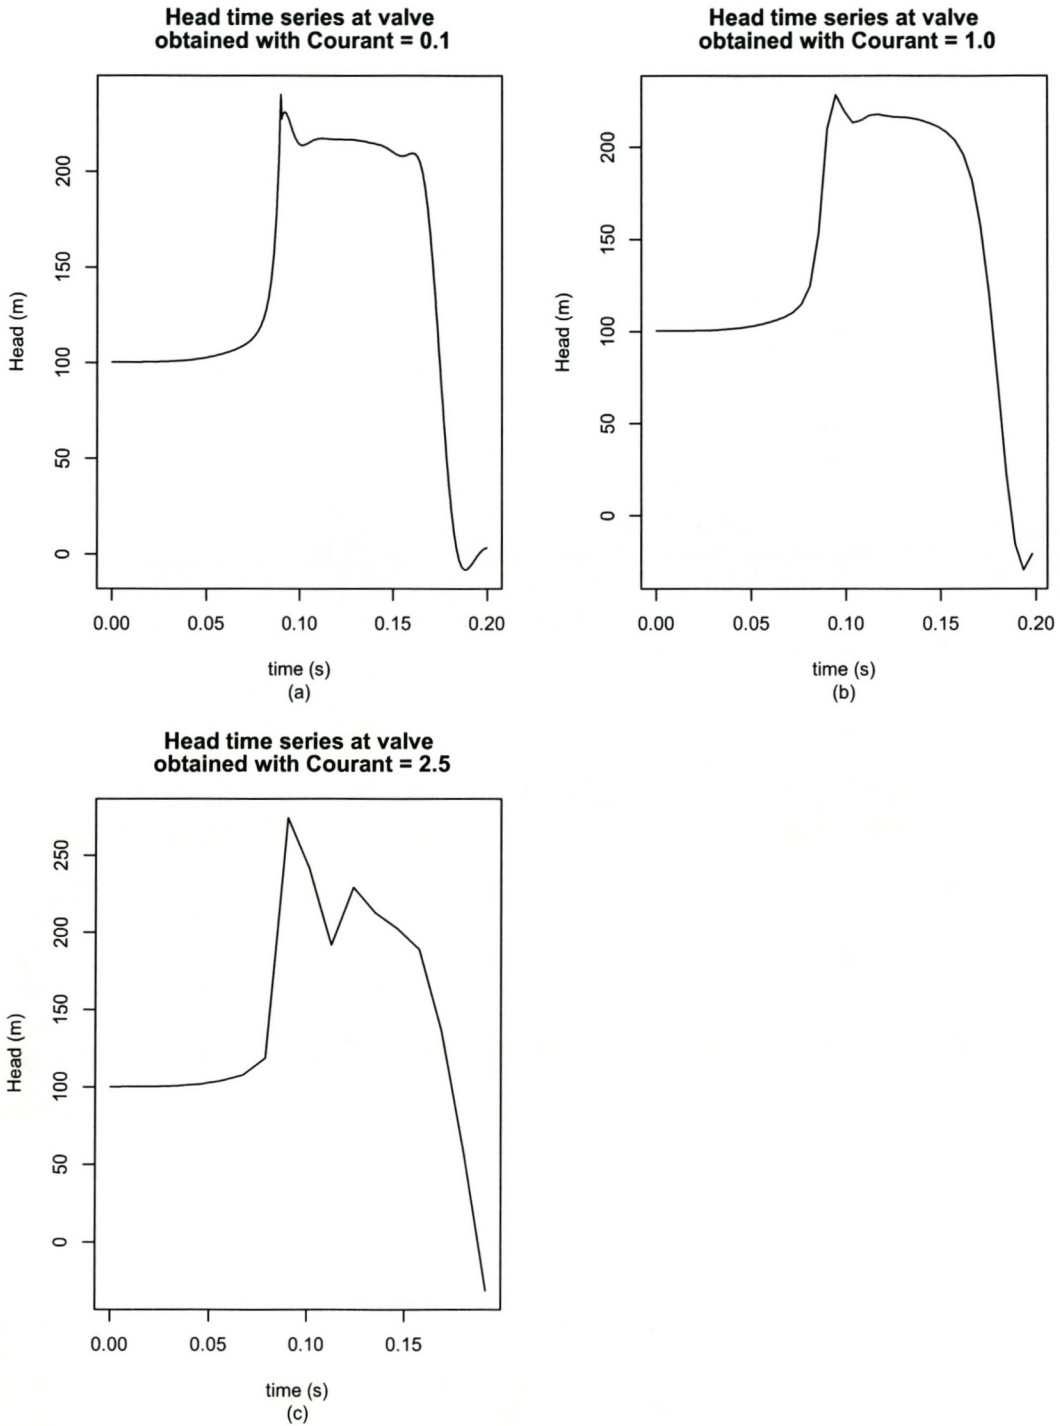 Head time series at valve
obtained with Courant = 0.1
Head (m)
200
150
100
50
0
0.00 0.05 0.10 0.15 0.20
time (s)
(a)
Head time series at valve
obtained with Courant = 1.0
Head (m)
200
150
100
50
0
0.00 0.05 0.10 0.15 0.20
time (s)
(b)
Head time series at valve
obtained with Courant = 2.5
Head (m)
250
200
150
100
50
0
0.00 0.05 0.10 0.15
time (s)
(c)